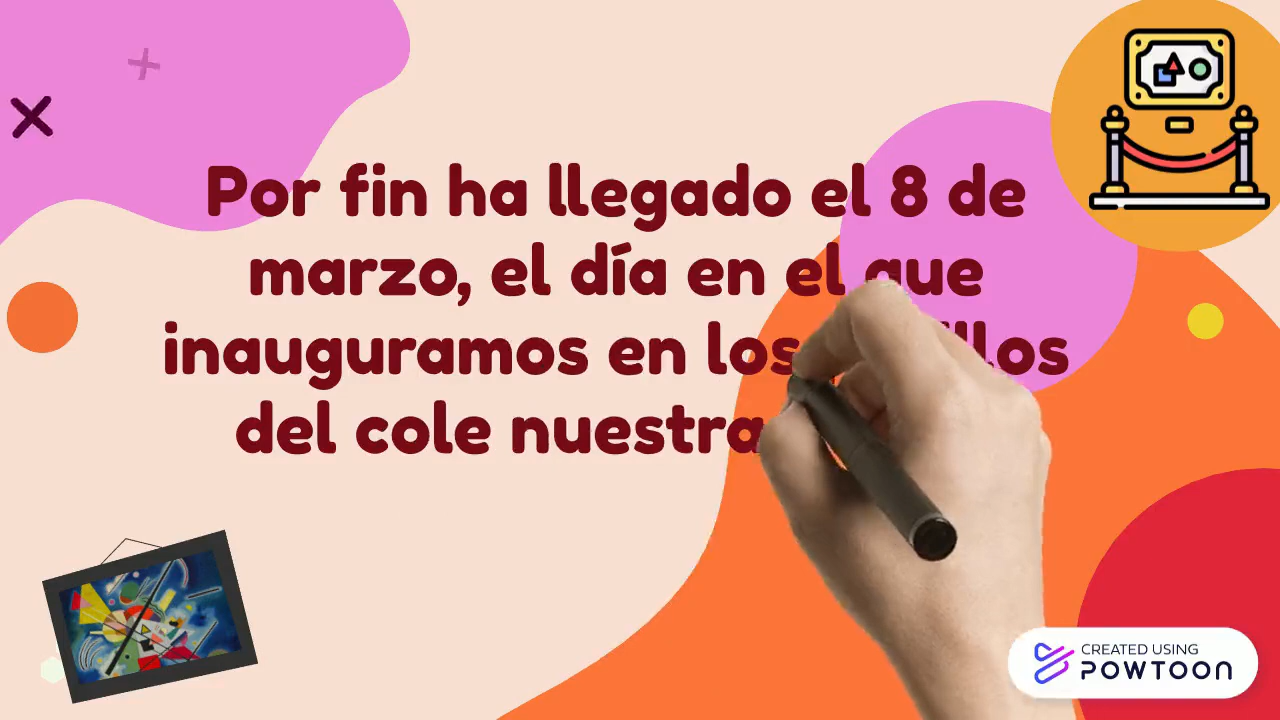 Por fin ha llegado el 8 de
marzo, el día en el que
inauguramos en los
del cole nuestra
CREATED USING
POWTOON